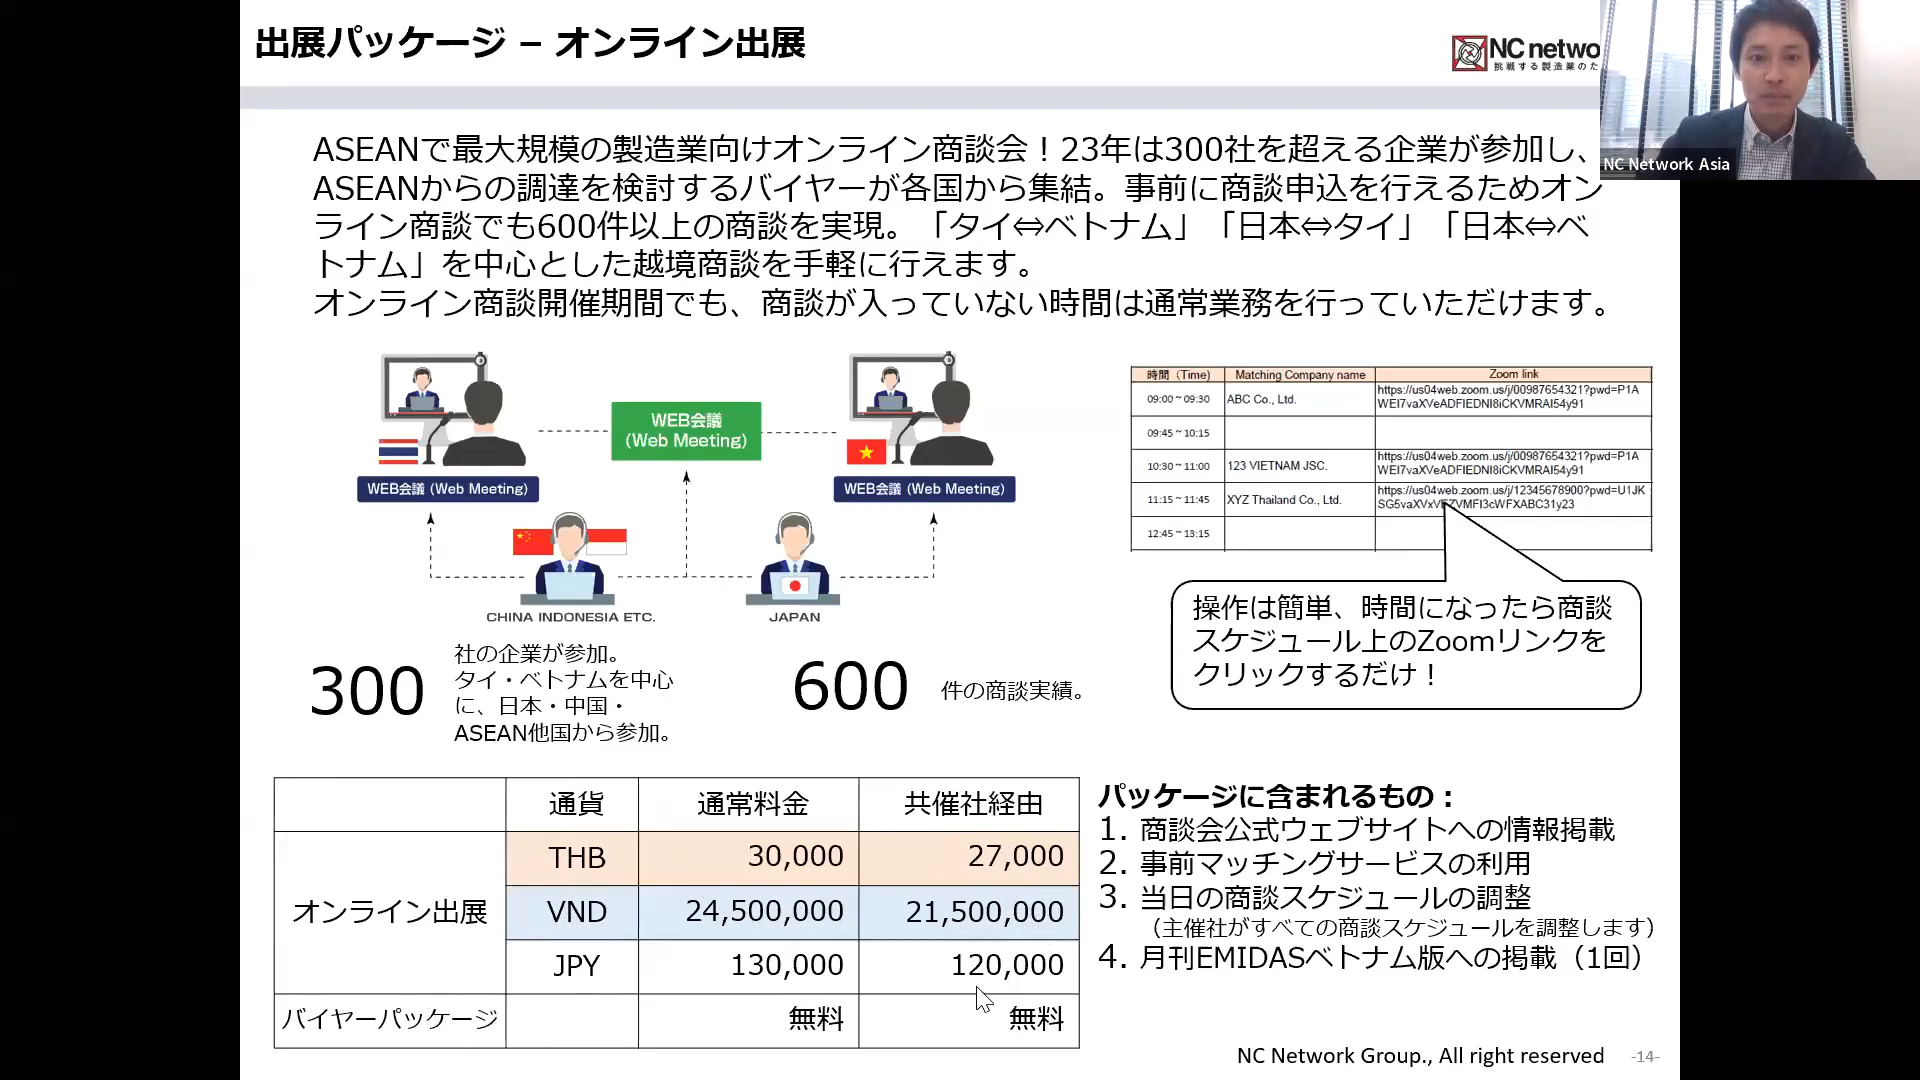 出展パッケージ – オンライン出展
NC netwo
挑戦する製造業のた
NC Network Asia
ASEANで最大規模の製造業向けオンライン商談会！23年は300社を超える企業が参加し、
ASEANからの調達を検討するバイヤーが各国から集結。事前に商談申込を行えるためオン
ライン商談でも600件以上の商談を実現。「タイ⇔ベトナム」「日本⇔タイ」「日本⇔ベ
トナム」を中心とした越境商談を手軽に行えます。
オンライン商談開催期間でも、商談が入っていない時間は通常業務を行っていただけます。
WEB会議
(Web Meeting)
WEB会議 (Web Meeting)
WEB会議 (Web Meeting)
CHINA INDONESIA ETC.
JAPAN
時間（Time) Matching Company name Zoom link
09:00 ~ 09:30 ABC Co., Ltd. https://us04web.zoom.us/j/00987654321?pwd=P1A
WEI7vaXVeADFIEDNI8iCKVMRAI54y91
09:45 ~ 10:15
10:30 ~ 11:00 123 VIETNAM JSC. https://us04web.zoom.us/j/00987654321?pwd=P1A
WEI7vaXVeADFIEDNI8iCKVMRAI54y91
11:15 ~ 11:45 XYZ Thailand Co., Ltd. https://us04web.zoom.us/j/12345678900?pwd=U1JK
12:45 ~ 13:15
操作は簡単、時間になったら商談
スケジュール上のZoomリンクを
クリックするだけ！
300
社の企業が参加。
タイ・ベトナムを中心
に、日本・中国・
ASEAN他国から参加。
600 件の商談実績。
通貨 通常料金 共催社経由
オンライン出展
THB 30,000 27,000
VND 24,500,000 21,500,000
JPY 130,000 120,000
バイヤーパッケージ 無料 無料
パッケージに含まれるもの：
1. 商談会公式ウェブサイトへの情報掲載
2. 事前マッチングサービスの利用
3. 当日の商談スケジュールの調整
（主催社がすべての商談スケジュールを調整します）
4. 月刊EMIDASベトナム版への掲載（1回）
NC Network Group., All right reserved -14-